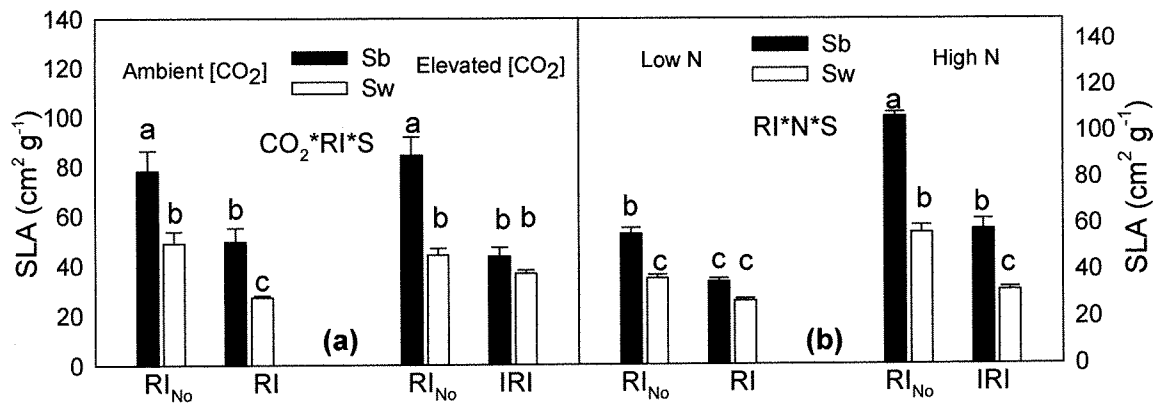 140
120
100
80
60
40
20
0
SLA (cm² g⁻¹)
Ambient [CO₂]
Sb
Sw
Elevated [CO₂]
CO₂*RI*S
a
b
b
c
a
b
b
b
(a)
RI_No
RI
RI_No
IRI
Low N
Sb
Sw
High N
RI*N*S
b
c
c
c
a
b
b
c
(b)
RI_No
RI
RI_No
IRI
140
120
100
80
60
40
20
0
SLA (cm² g⁻¹)